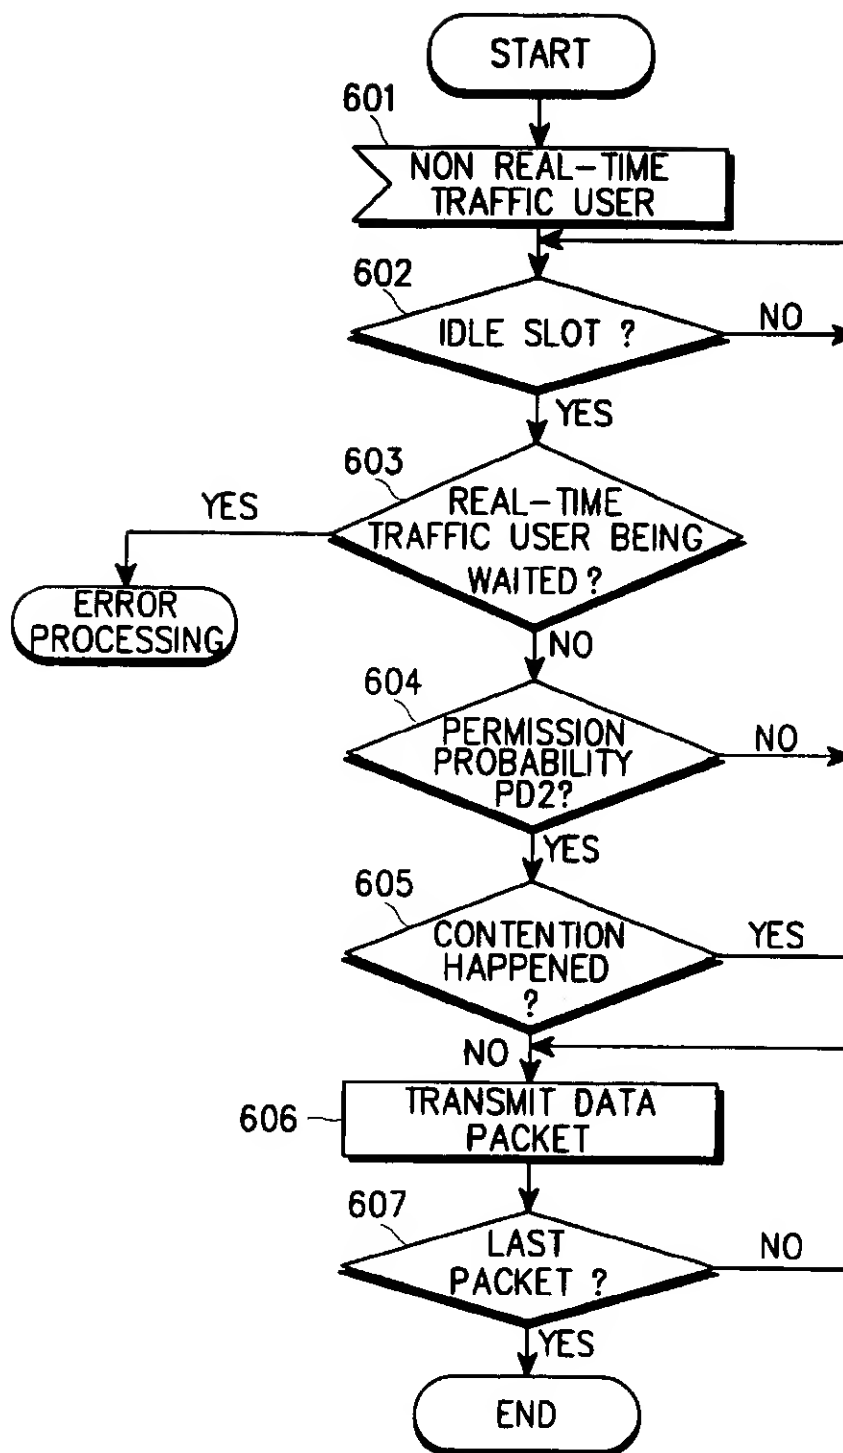 START
601
NON REAL-TIME
TRAFFIC USER
602
IDLE SLOT ?
NO
YES
603
REAL-TIME
TRAFFIC USER BEING
WAITED ?
YES
ERROR
PROCESSING
NO
604
PERMISSION
PROBABILITY
PD2?
NO
YES
605
CONTENTION
HAPPENED
?
YES
NO
606
TRANSMIT DATA
PACKET
607
LAST
PACKET ?
NO
YES
END